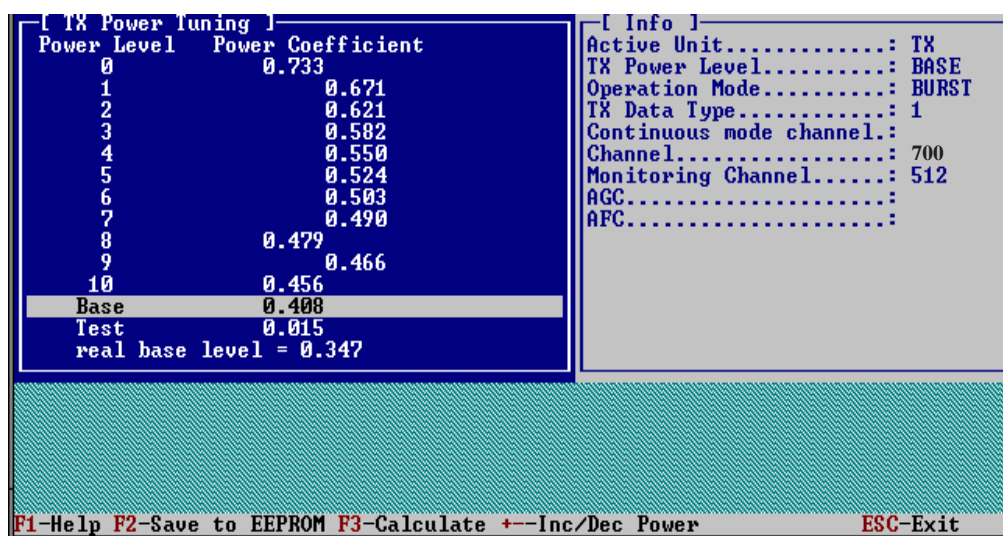 [ TX Power Tuning ]
Power Level Power Coefficient
0 0.733
1 0.671
2 0.621
3 0.582
4 0.550
5 0.524
6 0.503
7 0.490
8 0.479
9 0.466
10 0.456
Base 0.408
Test 0.015
real base level = 0.347
[ Info ]
Active Unit.............: TX
TX Power Level..........: BASE
Operation Mode..........: BURST
TX Data Type............: 1
Continuous mode channel.:
Channel.................: 700
Monitoring Channel......: 512
AGC.....................:
AFC.....................:
F1-Help F2-Save to EEPROM F3-Calculate +--Inc/Dec Power ESC-Exit